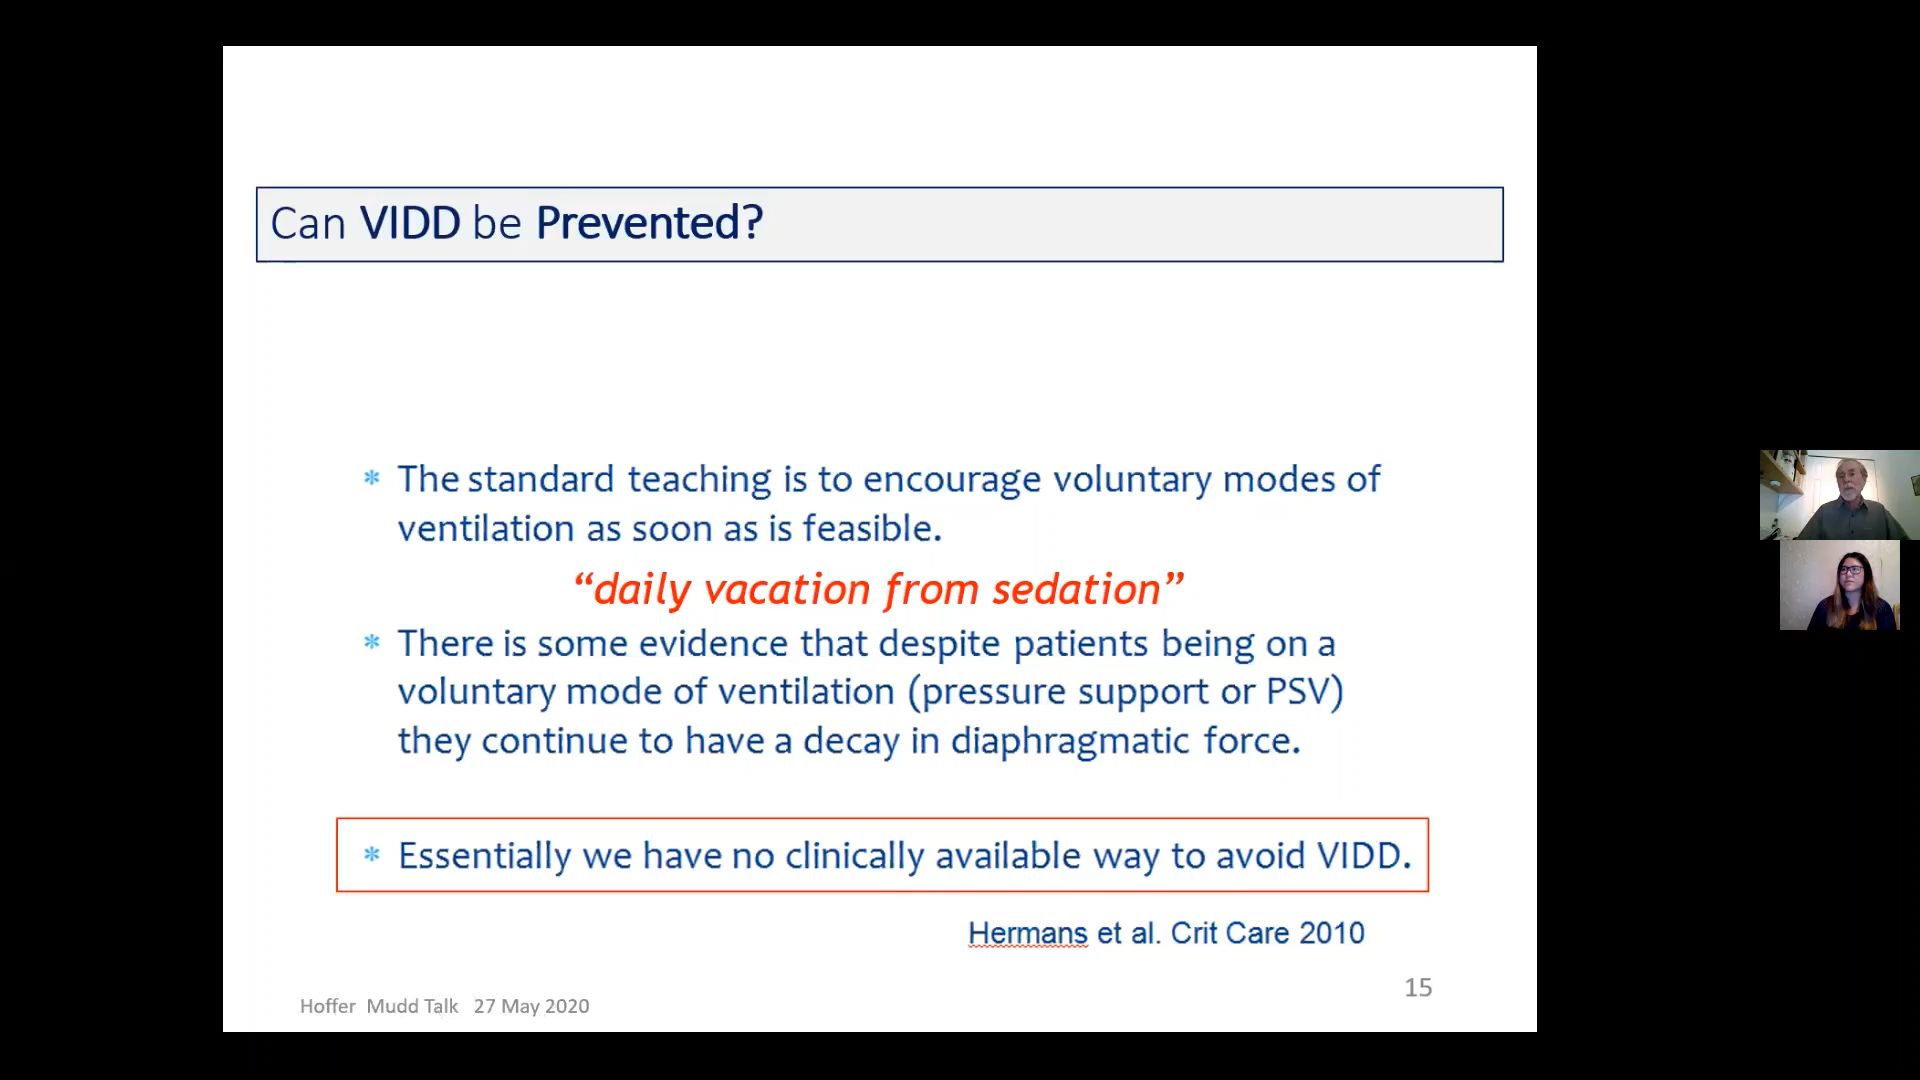 Can VIDD be Prevented?
* The standard teaching is to encourage voluntary modes of
ventilation as soon as is feasible.
“daily vacation from sedation”
* There is some evidence that despite patients being on a
voluntary mode of ventilation (pressure support or PSV)
they continue to have a decay in diaphragmatic force.
* Essentially we have no clinically available way to avoid VIDD.
Hermans et al. Crit Care 2010
15
Hoffer Mudd Talk 27 May 2020